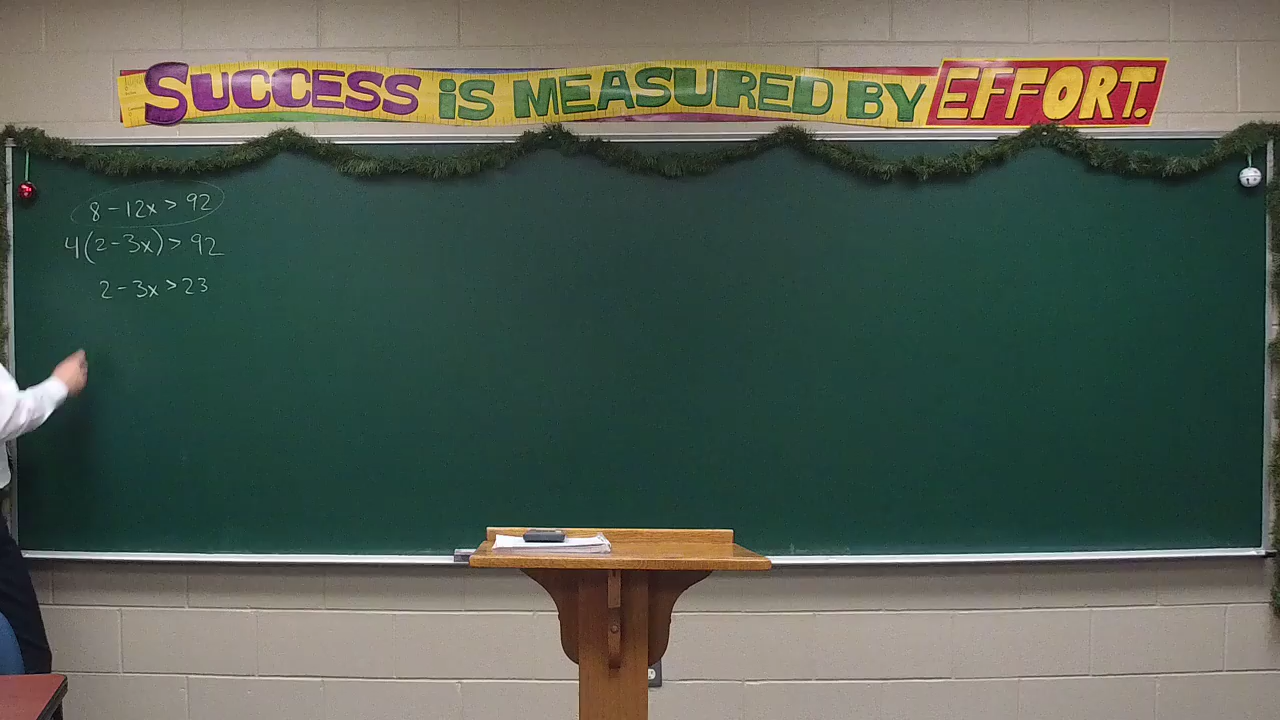 SUCCESS is MEASURED BY EFFORT.
8 - 12x > 92
4(2 - 3x) > 92
2 - 3x > 23